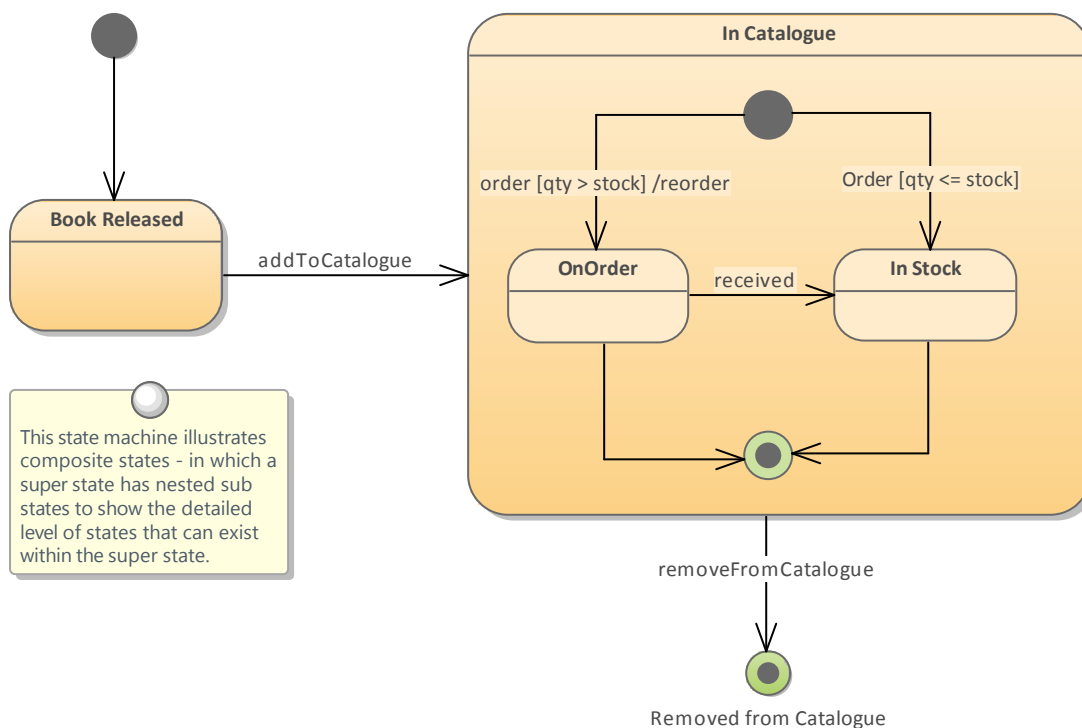 In Catalogue
order [qty > stock] /reorder
Order [qty <= stock]
Book Released
addToCatalogue
OnOrder
received
In Stock
This state machine illustrates
composite states - in which a
super state has nested sub
states to show the detailed
level of states that can exist
within the super state.
removeFromCatalogue
Removed from Catalogue